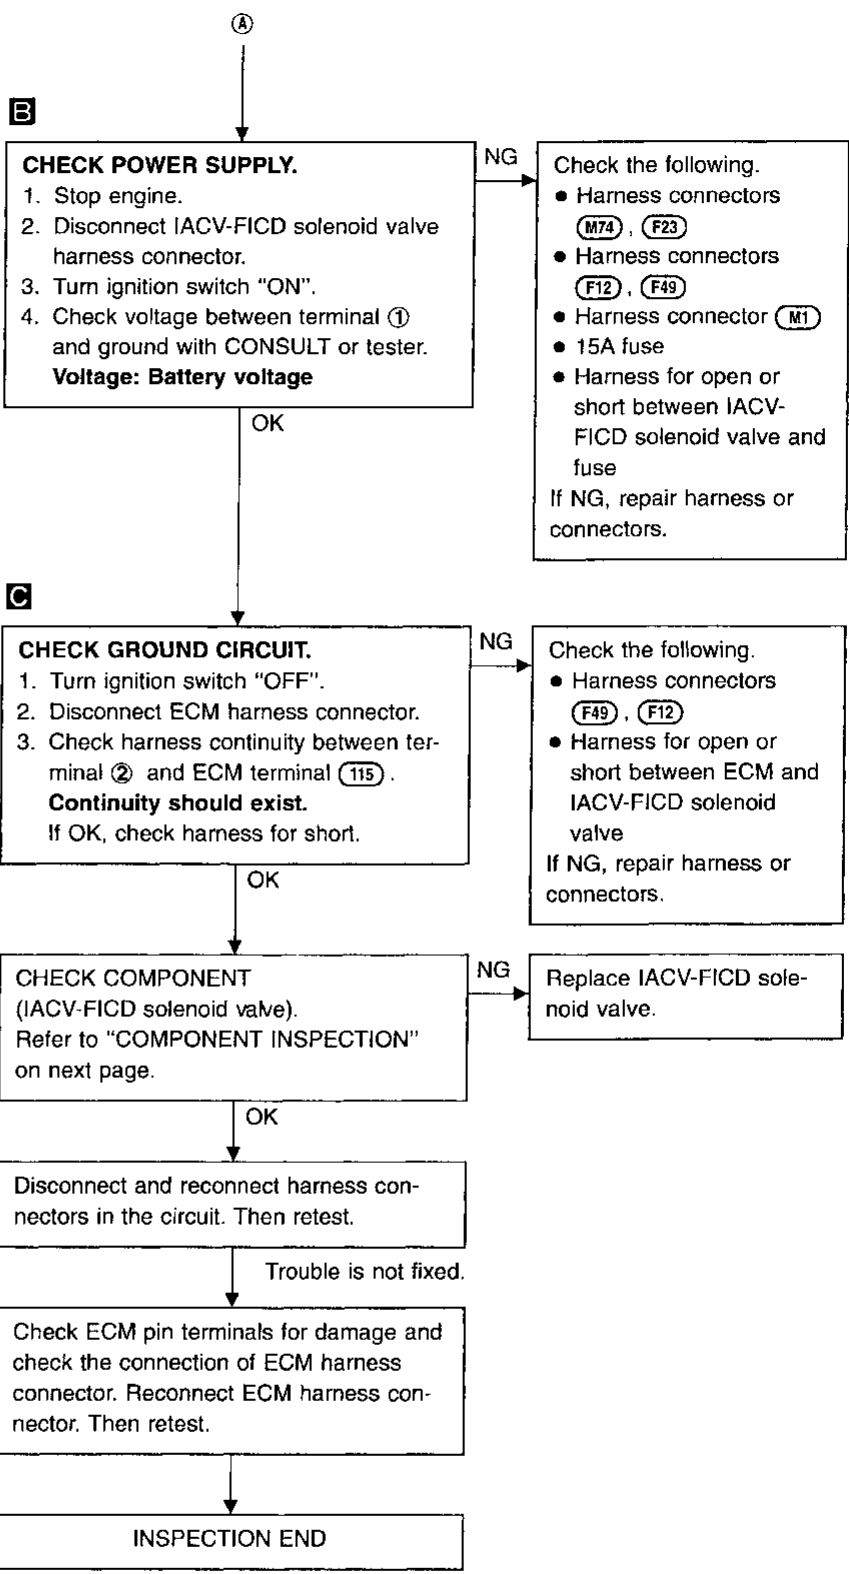 Ⓐ
B
CHECK POWER SUPPLY.
1. Stop engine.
2. Disconnect IACV-FICD solenoid valve
harness connector.
3. Turn ignition switch “ON”.
4. Check voltage between terminal ①
and ground with CONSULT or tester.
Voltage: Battery voltage
NG
Check the following.
● Harness connectors
M74 , F23
● Harness connectors
F12 , F49
● Harness connector M1
● 15A fuse
● Harness for open or
short between IACV-
FICD solenoid valve and
fuse
If NG, repair harness or
connectors.
OK
C
CHECK GROUND CIRCUIT.
1. Turn ignition switch “OFF”.
2. Disconnect ECM harness connector.
3. Check harness continuity between ter-
minal ② and ECM terminal 115 .
Continuity should exist.
If OK, check harness for short.
NG
Check the following.
● Harness connectors
F49 , F12
● Harness for open or
short between ECM and
IACV-FICD solenoid
valve
If NG, repair harness or
connectors.
OK
CHECK COMPONENT
(IACV-FICD solenoid valve).
Refer to “COMPONENT INSPECTION”
on next page.
NG
Replace IACV-FICD sole-
noid valve.
OK
Disconnect and reconnect harness con-
nectors in the circuit. Then retest.
Trouble is not fixed.
Check ECM pin terminals for damage and
check the connection of ECM harness
connector. Reconnect ECM harness con-
nector. Then retest.
INSPECTION END